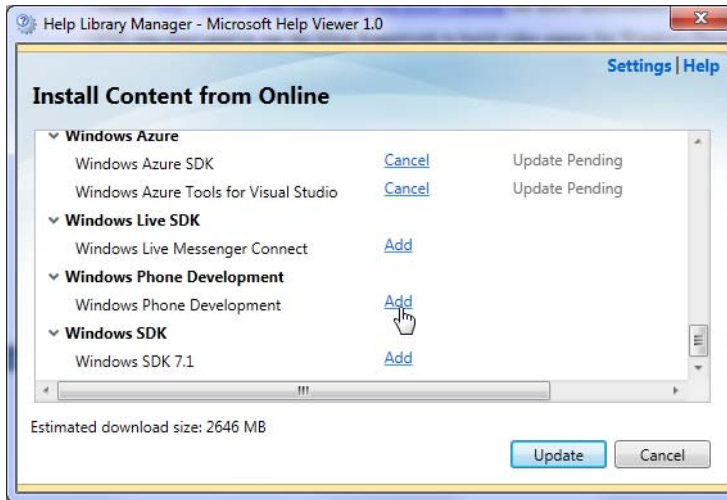 Help Library Manager - Microsoft Help Viewer 1.0
Settings | Help
Install Content from Online
Windows Azure
Windows Azure SDK Cancel Update Pending
Windows Azure Tools for Visual Studio Cancel Update Pending
Windows Live SDK
Windows Live Messenger Connect Add
Windows Phone Development
Windows Phone Development Add
Windows SDK
Windows SDK 7.1 Add
Estimated download size: 2646 MB
Update Cancel